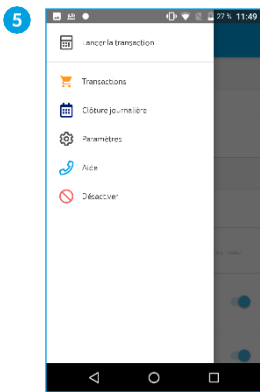 5
27 % 11:49
Lancer la transaction
Transactions
Clôture journalière
Paramètres
Aide
Désactiver